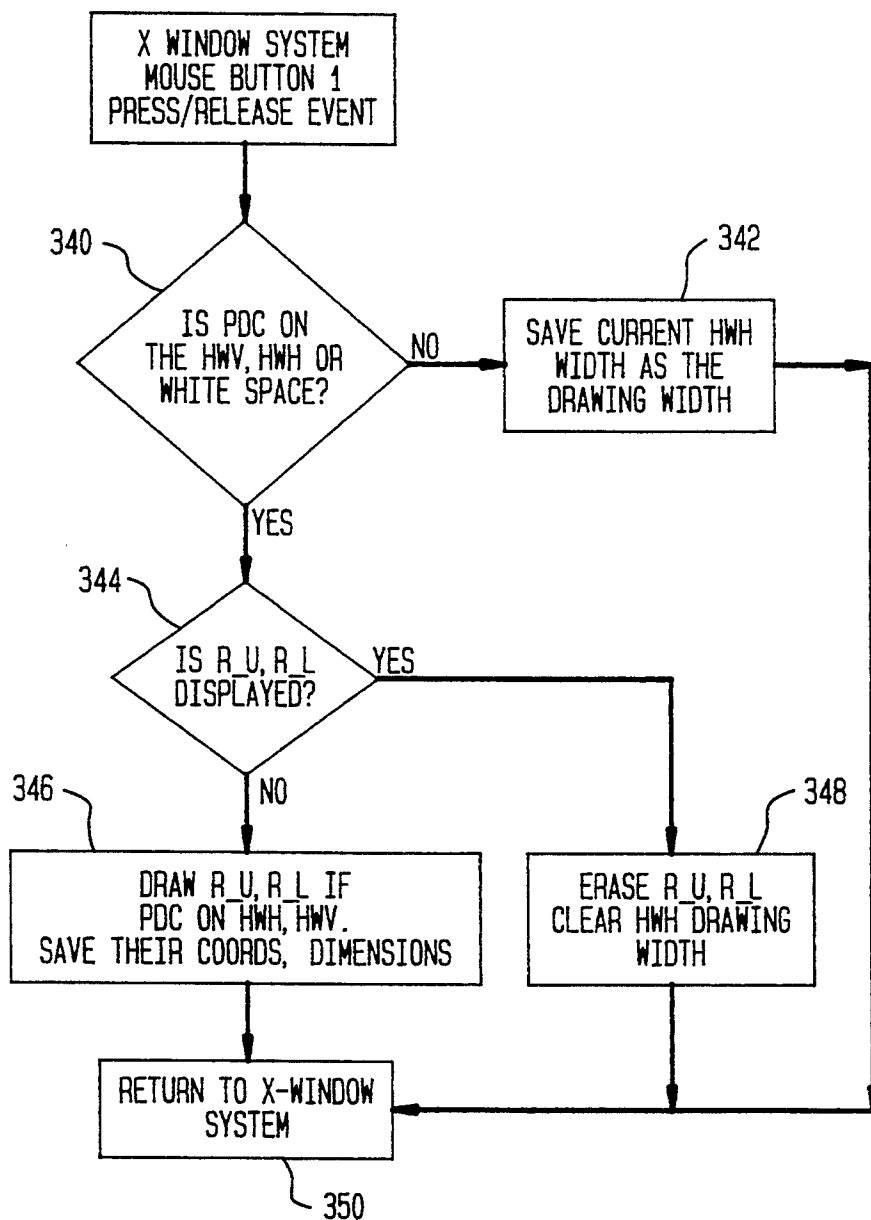 X WINDOW SYSTEM
MOUSE BUTTON 1
PRESS/RELEASE EVENT
340
IS PDC ON
THE HWV, HWH OR
WHITE SPACE?
NO
342
SAVE CURRENT HWH
WIDTH AS THE
DRAWING WIDTH
YES
344
IS R_U, R_L
DISPLAYED?
YES
NO
346
DRAW R_U, R_L IF
PDC ON HWH, HWV.
SAVE THEIR COORDS, DIMENSIONS
348
ERASE R_U, R_L
CLEAR HWH DRAWING
WIDTH
RETURN TO X-WINDOW
SYSTEM
350